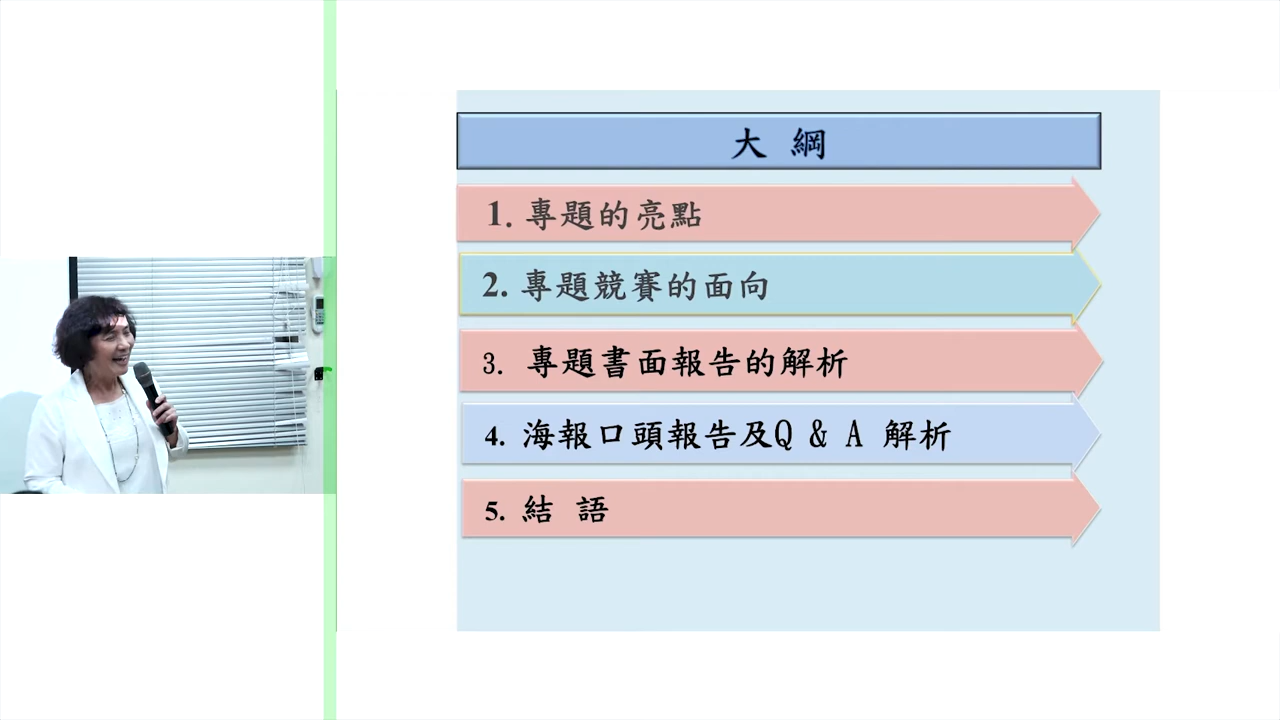 大 綱
1. 專題的亮點
2. 專題競賽的面向
3. 專題書面報告的解析
4. 海報口頭報告及Q & A 解析
5. 結 語